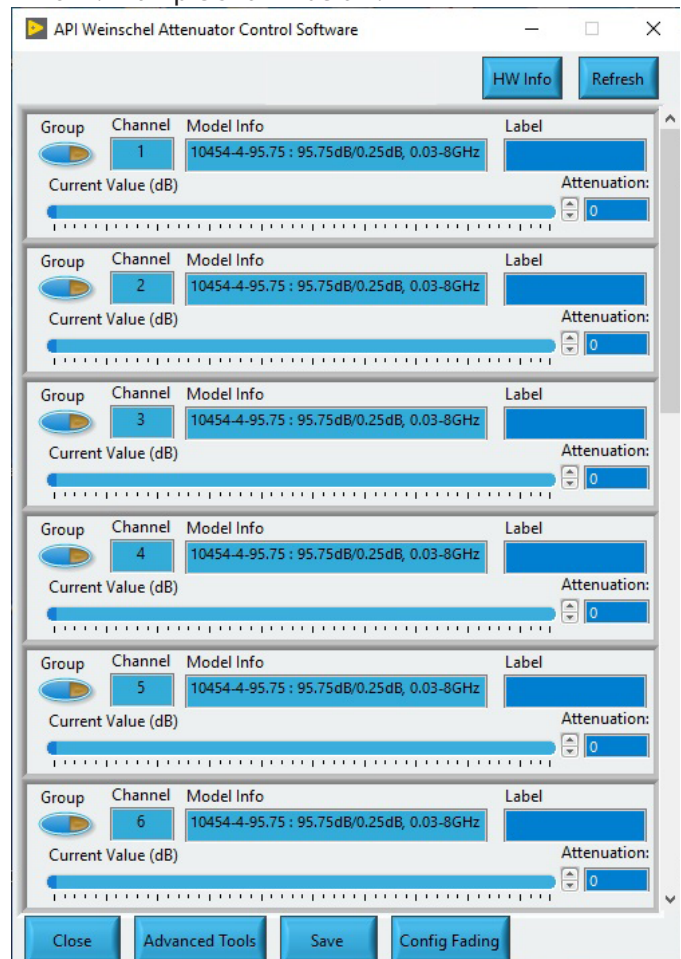 API Weinschel Attenuator Control Software
HW Info Refresh
Group Channel Model Info Label
1 10454-4-95.75 : 95.75dB/0.25dB, 0.03-8GHz
Current Value (dB) Attenuation:
0
Group Channel Model Info Label
2 10454-4-95.75 : 95.75dB/0.25dB, 0.03-8GHz
Current Value (dB) Attenuation:
0
Group Channel Model Info Label
3 10454-4-95.75 : 95.75dB/0.25dB, 0.03-8GHz
Current Value (dB) Attenuation:
0
Group Channel Model Info Label
4 10454-4-95.75 : 95.75dB/0.25dB, 0.03-8GHz
Current Value (dB) Attenuation:
0
Group Channel Model Info Label
5 10454-4-95.75 : 95.75dB/0.25dB, 0.03-8GHz
Current Value (dB) Attenuation:
0
Group Channel Model Info Label
6 10454-4-95.75 : 95.75dB/0.25dB, 0.03-8GHz
Current Value (dB) Attenuation:
0
Close Advanced Tools Save Config Fading